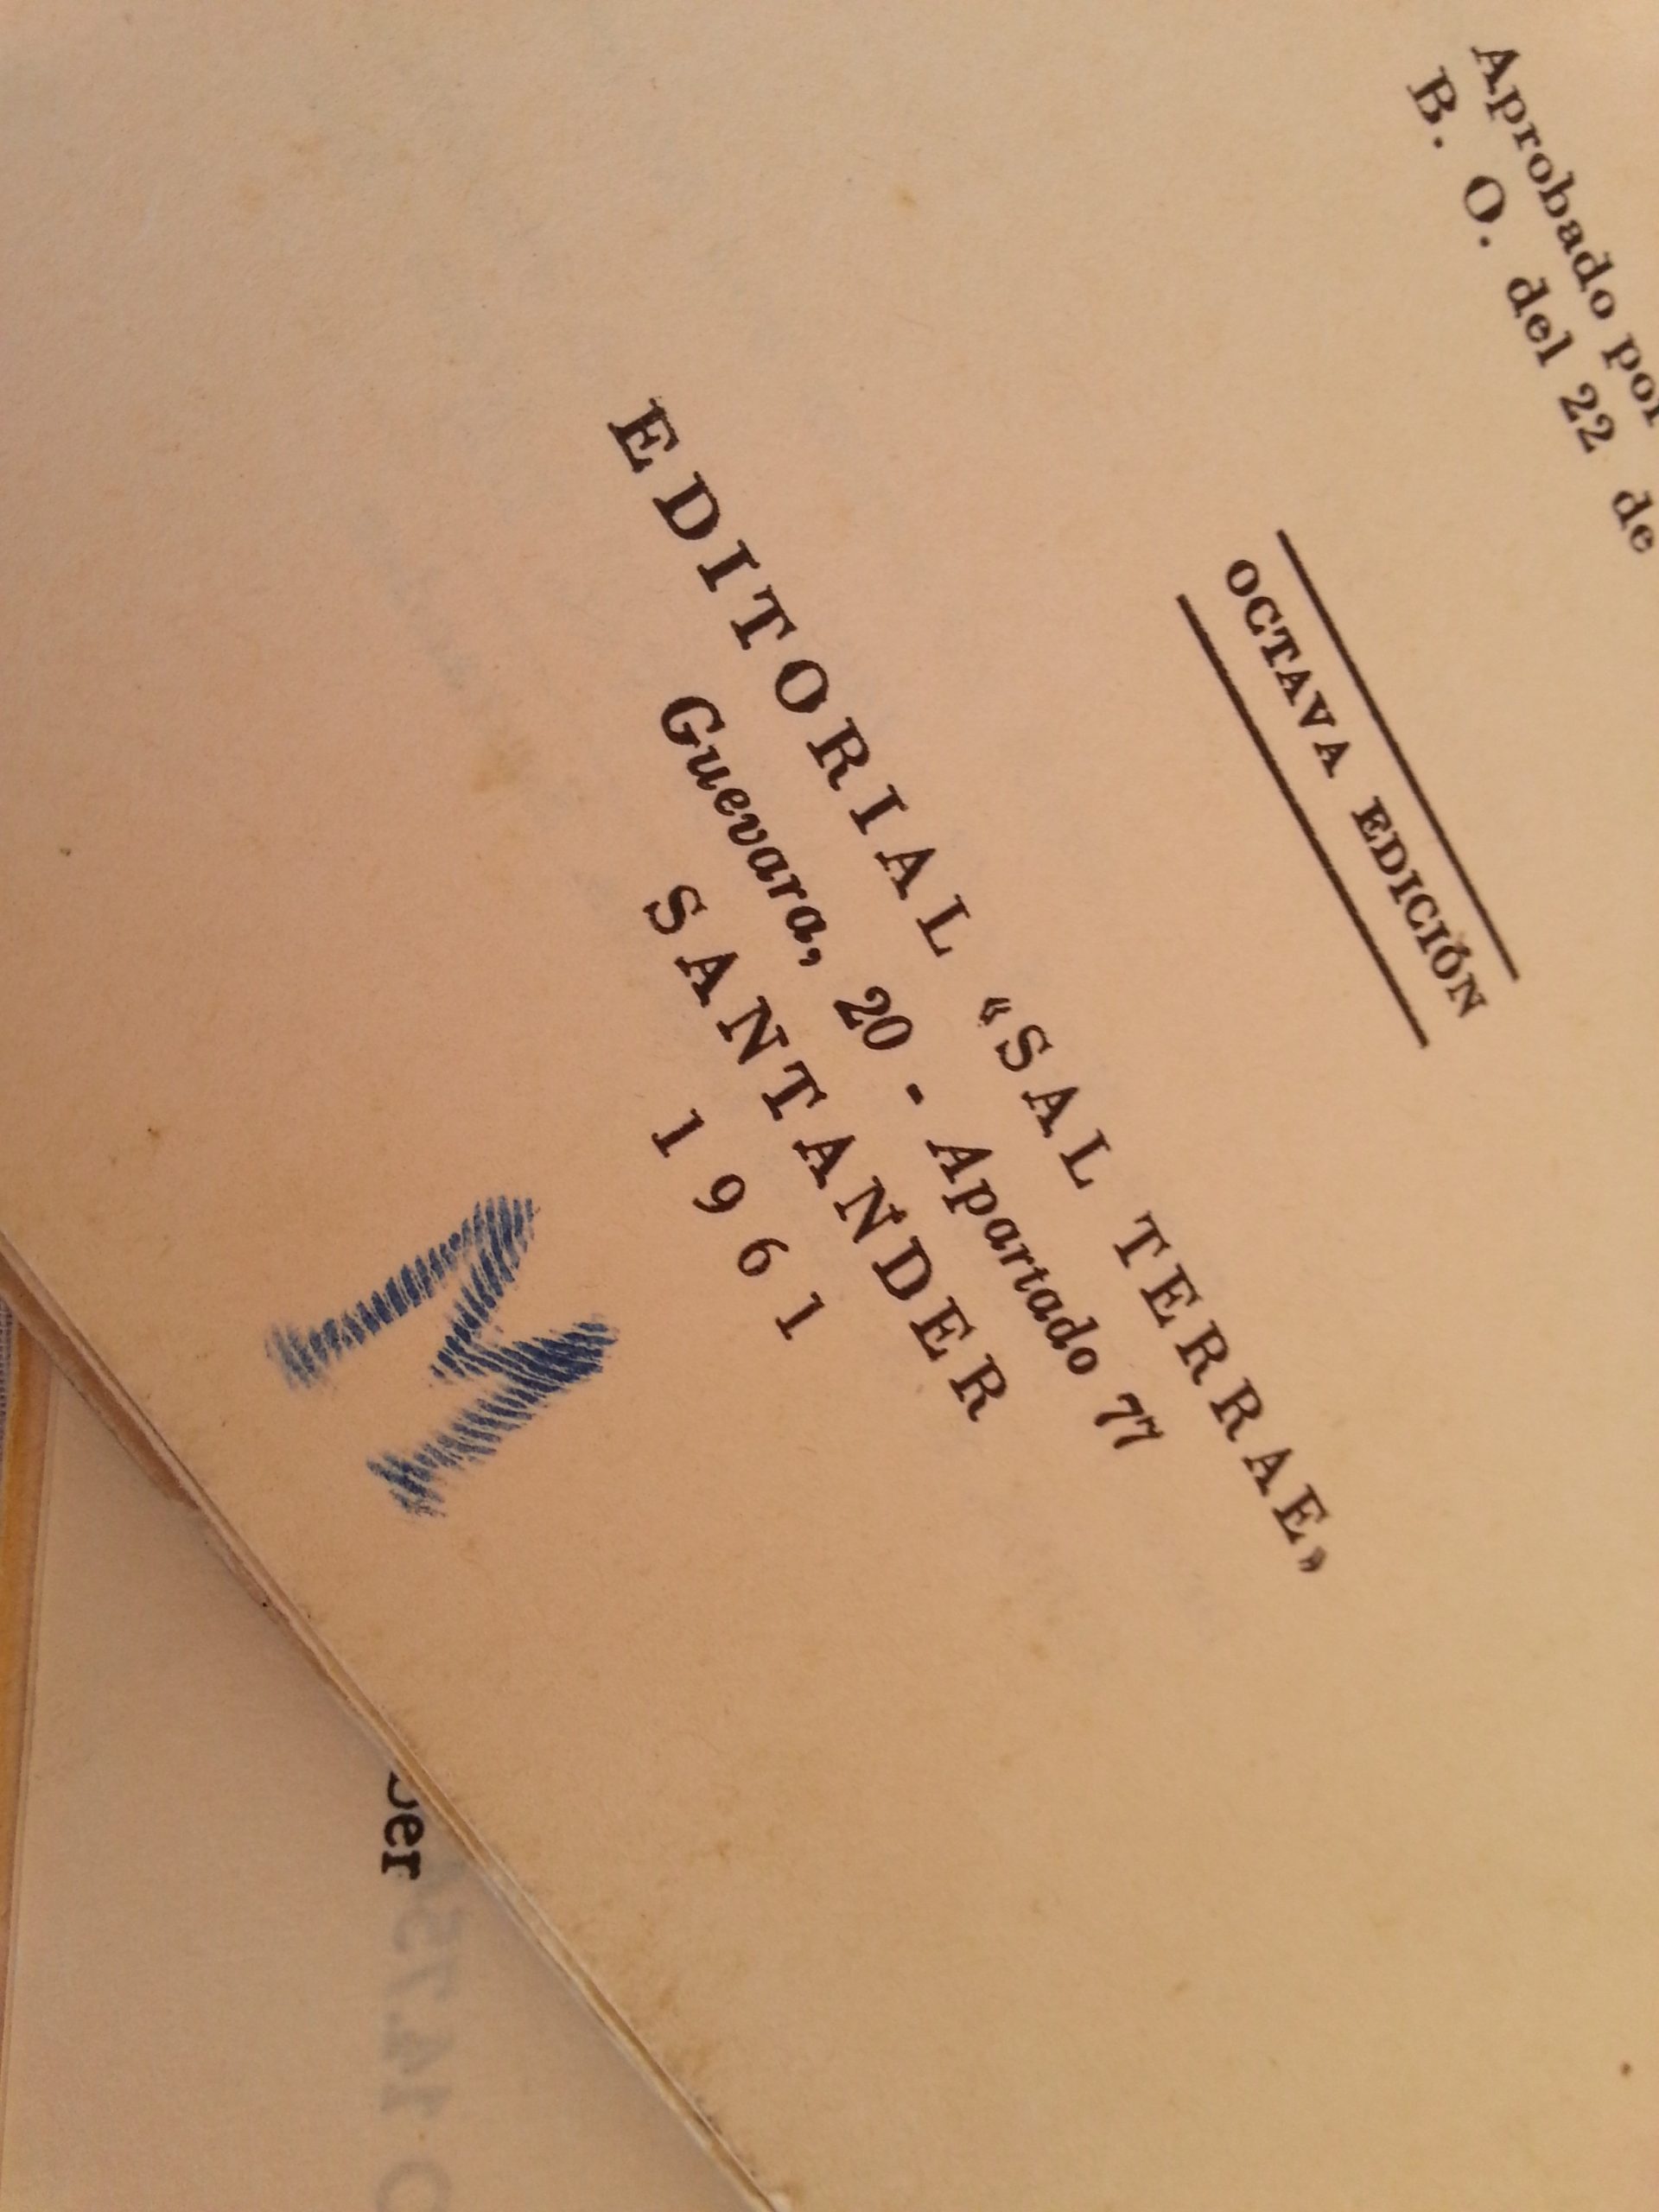 Aprobado por
B. O. del 22 de
OCTAVA EDICIÓN
EDITORIAL «SAL TERRAE»
Guevara, 20 - Apartado 77
SANTANDER
1961
M